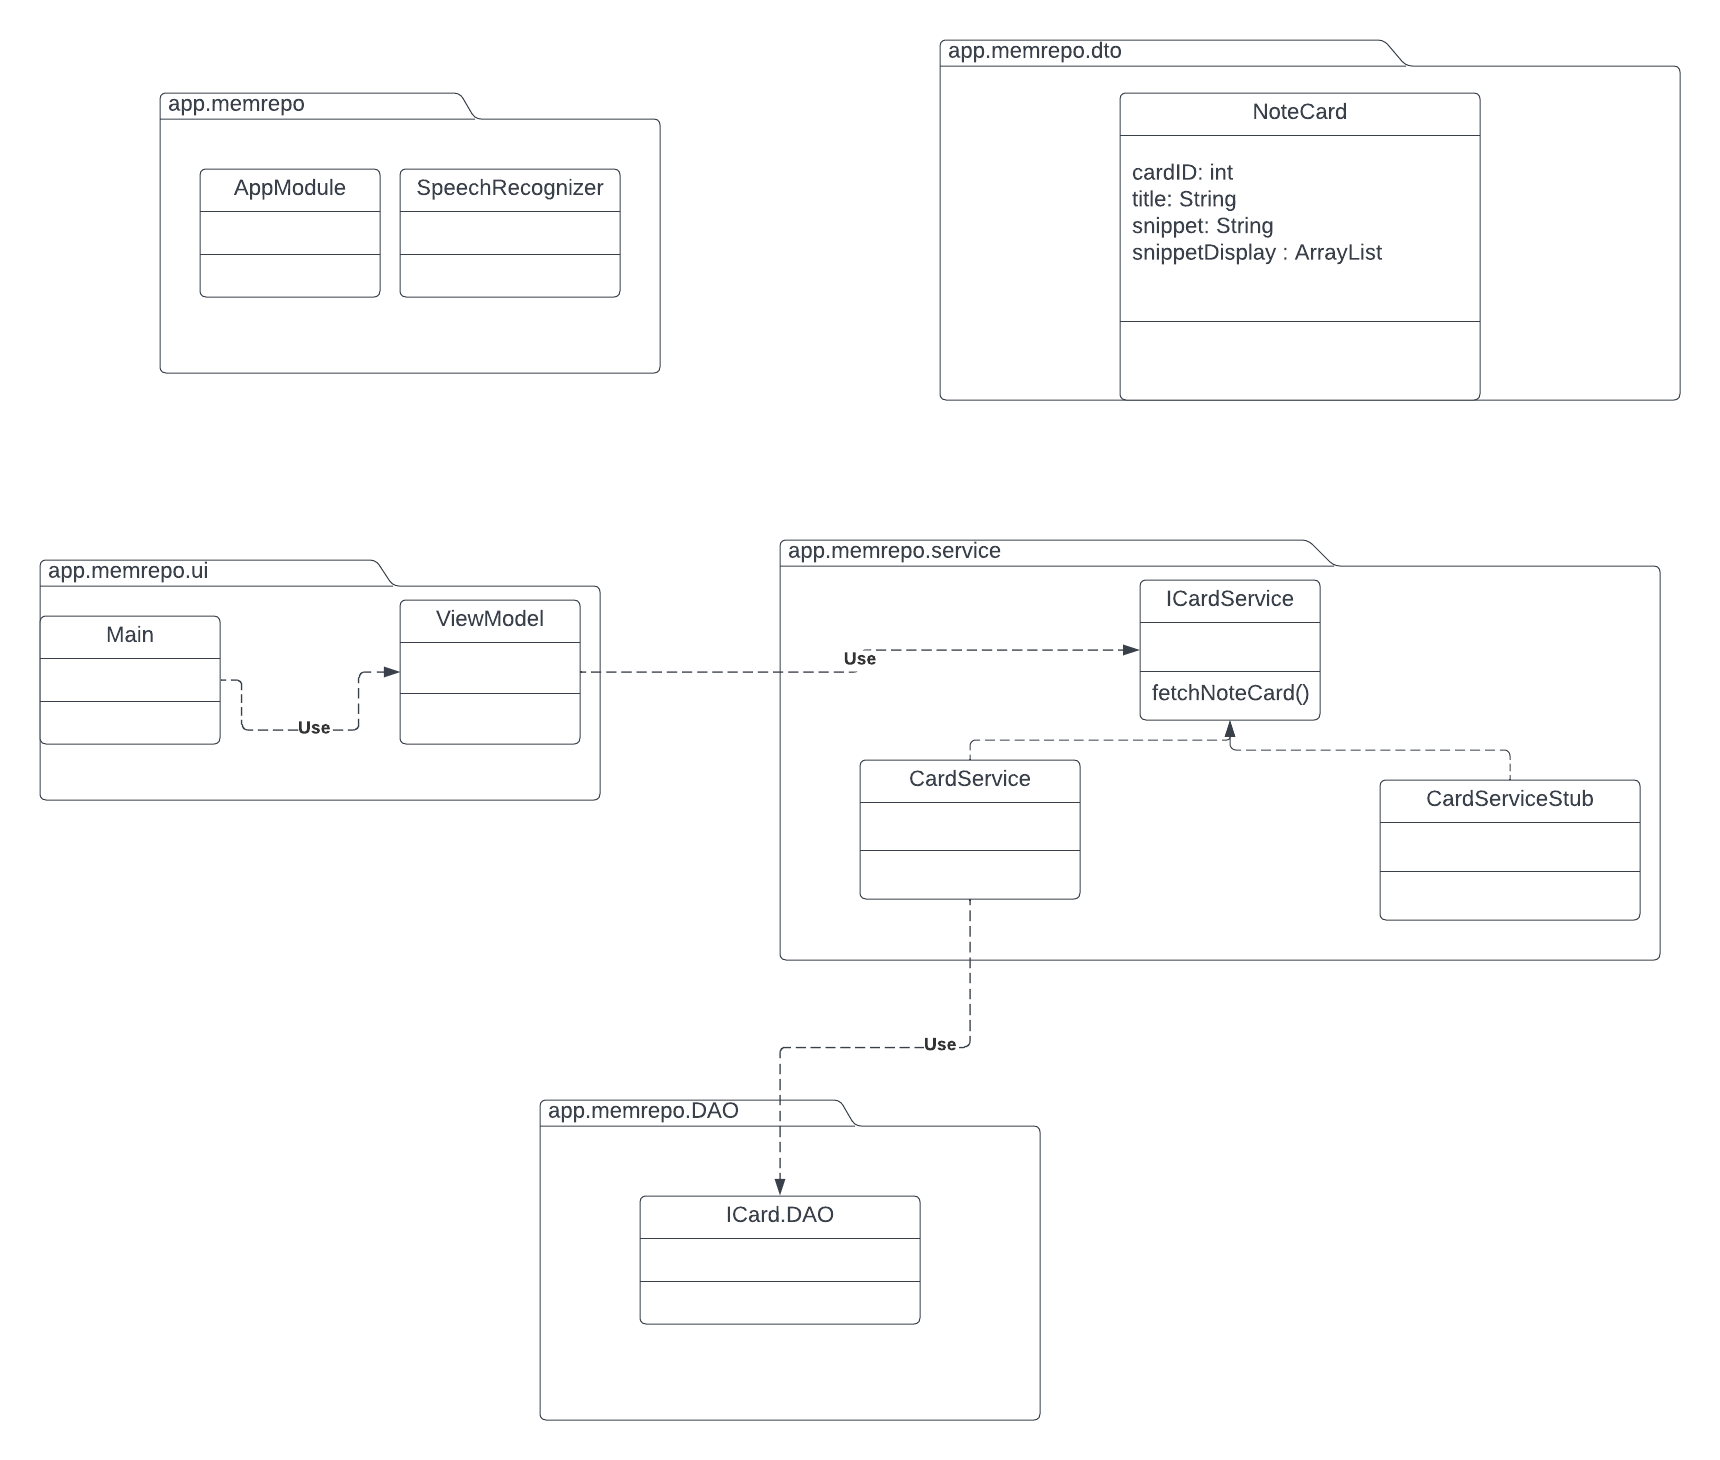 app.memrepo
AppModule
SpeechRecognizer
app.memrepo.dto
NoteCard
cardID: int
title: String
snippet: String
snippetDisplay : ArrayList
app.memrepo.ui
Main
ViewModel
Use
Use
app.memrepo.service
ICardService
fetchNoteCard()
CardService
CardServiceStub
Use
app.memrepo.DAO
ICard.DAO